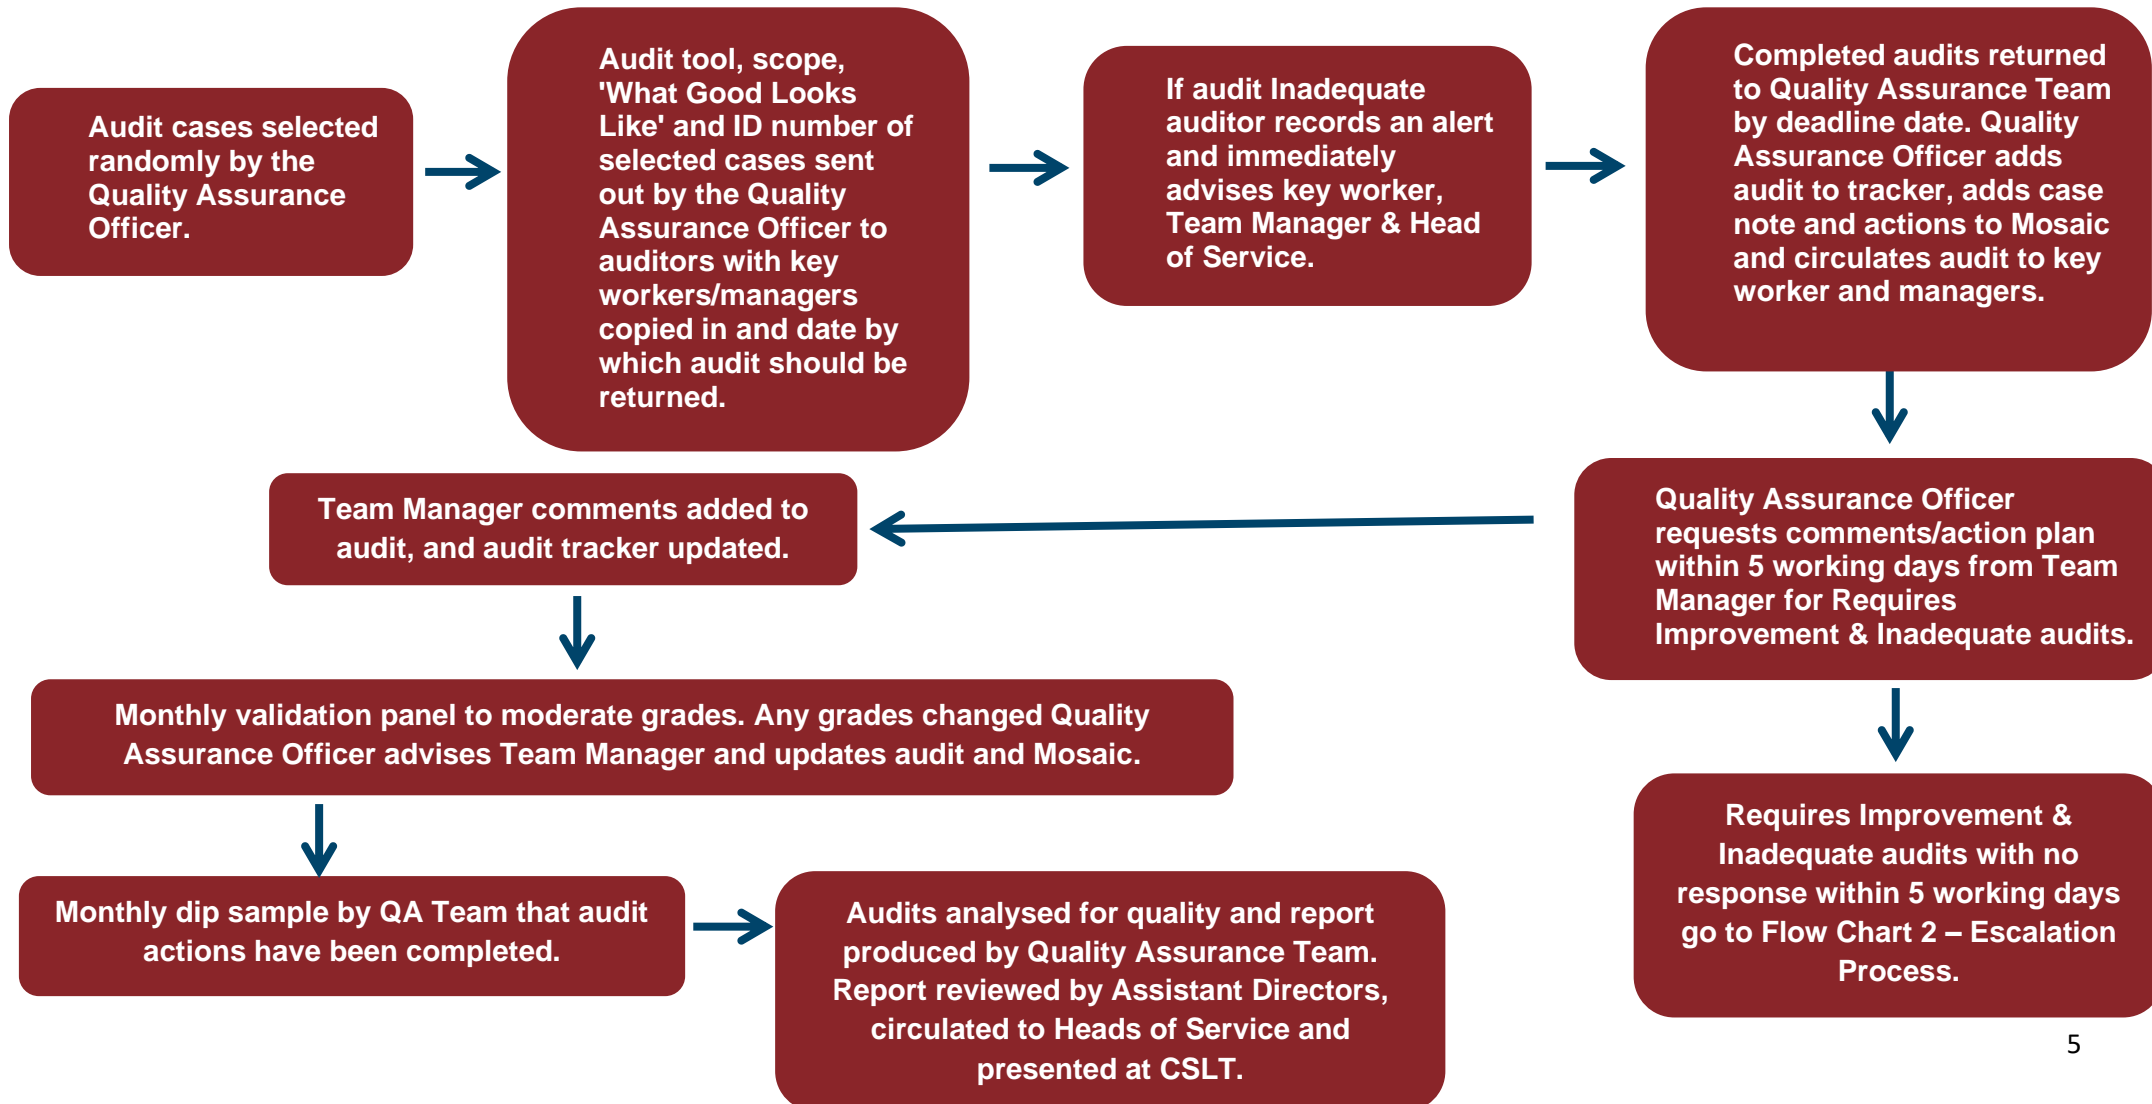 Audit cases selected
randomly by the
Quality Assurance
Officer.
Audit tool, scope,
'What Good Looks
Like' and ID number of
selected cases sent
out by the Quality
Assurance Officer to
auditors with key
workers/managers
copied in and date by
which audit should be
returned.
If audit Inadequate
auditor records an alert
and immediately
advises key worker,
Team Manager & Head
of Service.
Completed audits returned
to Quality Assurance Team
by deadline date. Quality
Assurance Officer adds
audit to tracker, adds case
note and actions to Mosaic
and circulates audit to key
worker and managers.
Quality Assurance Officer
requests comments/action plan
within 5 working days from Team
Manager for Requires
Improvement & Inadequate audits.
Team Manager comments added to
audit, and audit tracker updated.
Monthly validation panel to moderate grades. Any grades changed Quality
Assurance Officer advises Team Manager and updates audit and Mosaic.
Requires Improvement &
Inadequate audits with no
response within 5 working days
go to Flow Chart 2 – Escalation
Process.
Monthly dip sample by QA Team that audit
actions have been completed.
Audits analysed for quality and report
produced by Quality Assurance Team.
Report reviewed by Assistant Directors,
circulated to Heads of Service and
presented at CSLT.
5